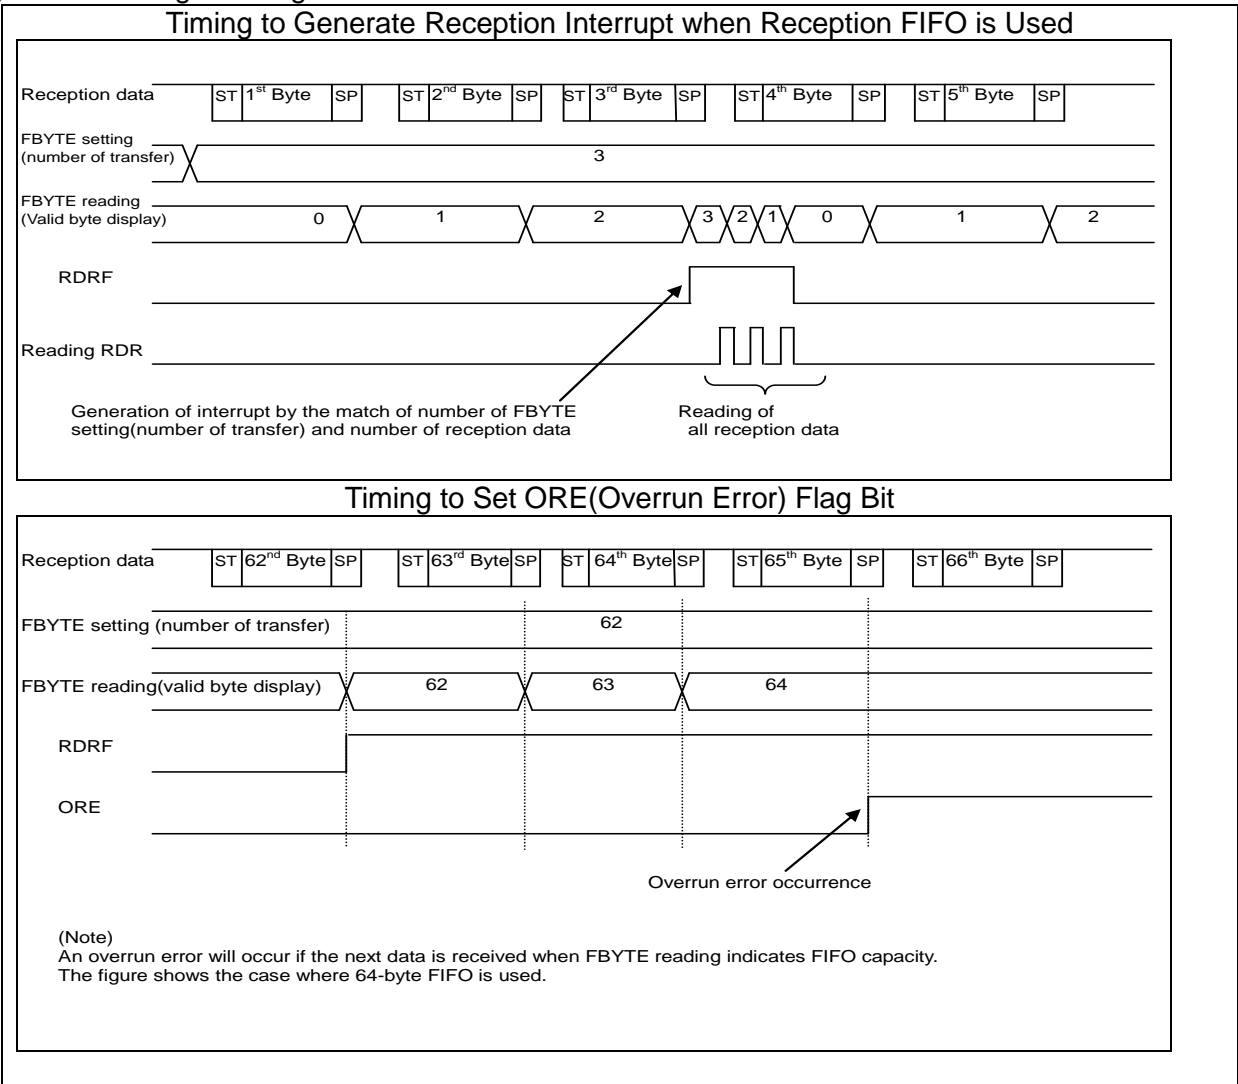 Timing to Generate Reception Interrupt when Reception FIFO is Used
Reception data ST 1st Byte SP ST 2nd Byte SP ST 3rd Byte SP ST 4th Byte SP ST 5th Byte SP
FBYTE setting
(number of transfer) 3
FBYTE reading
(Valid byte display) 0 1 2 3 2 1 0 1 2
RDRF
Reading RDR
Generation of interrupt by the match of number of FBYTE
setting(number of transfer) and number of reception data
Reading of
all reception data
Timing to Set ORE(Overrun Error) Flag Bit
Reception data ST 62nd Byte SP ST 63rd Byte SP ST 64th Byte SP ST 65th Byte SP ST 66th Byte SP
FBYTE setting (number of transfer) 62
FBYTE reading(valid byte display) 62 63 64
RDRF
ORE
Overrun error occurrence
(Note)
An overrun error will occur if the next data is received when FBYTE reading indicates FIFO capacity.
The figure shows the case where 64-byte FIFO is used.